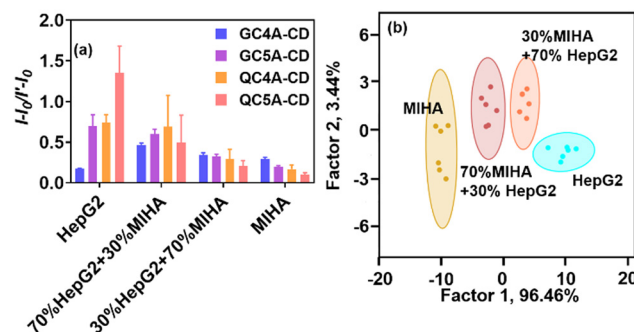 (a)
GC4A-CD
GC5A-CD
QC4A-CD
QC5A-CD
I-I0/I'-I0
2.0
1.5
1.0
0.5
0.0
HepG2
70%HepG2+30%MIHA
30%HepG2+70%MIHA
MIHA
(b)
30%MIHA
+70% HepG2
MIHA
70%MIHA
+30% HepG2
HepG2
Factor 2, 3.44%
6
3
0
-3
-6
-20
-10
0
10
20
Factor 1, 96.46%